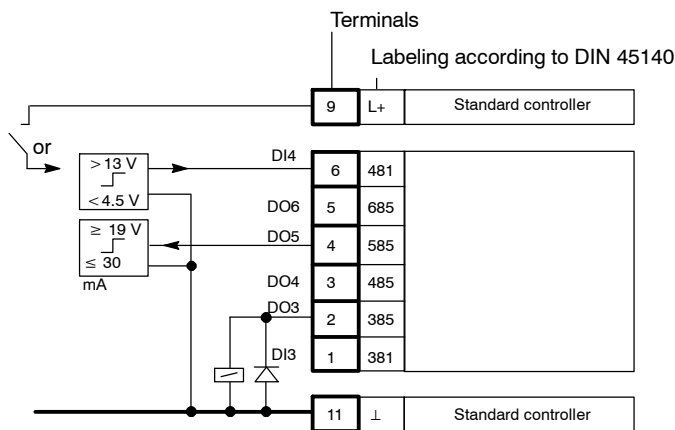 Terminals
Labeling according to DIN 45140
9 L+ Standard controller
or
> 13 V
< 4.5 V
DI4 6 481
DO6 5 685
≥ 19 V
≤ 30
mA
DO5 4 585
DO4 3 485
DO3 2 385
DI3 1 381
11 ⊥ Standard controller